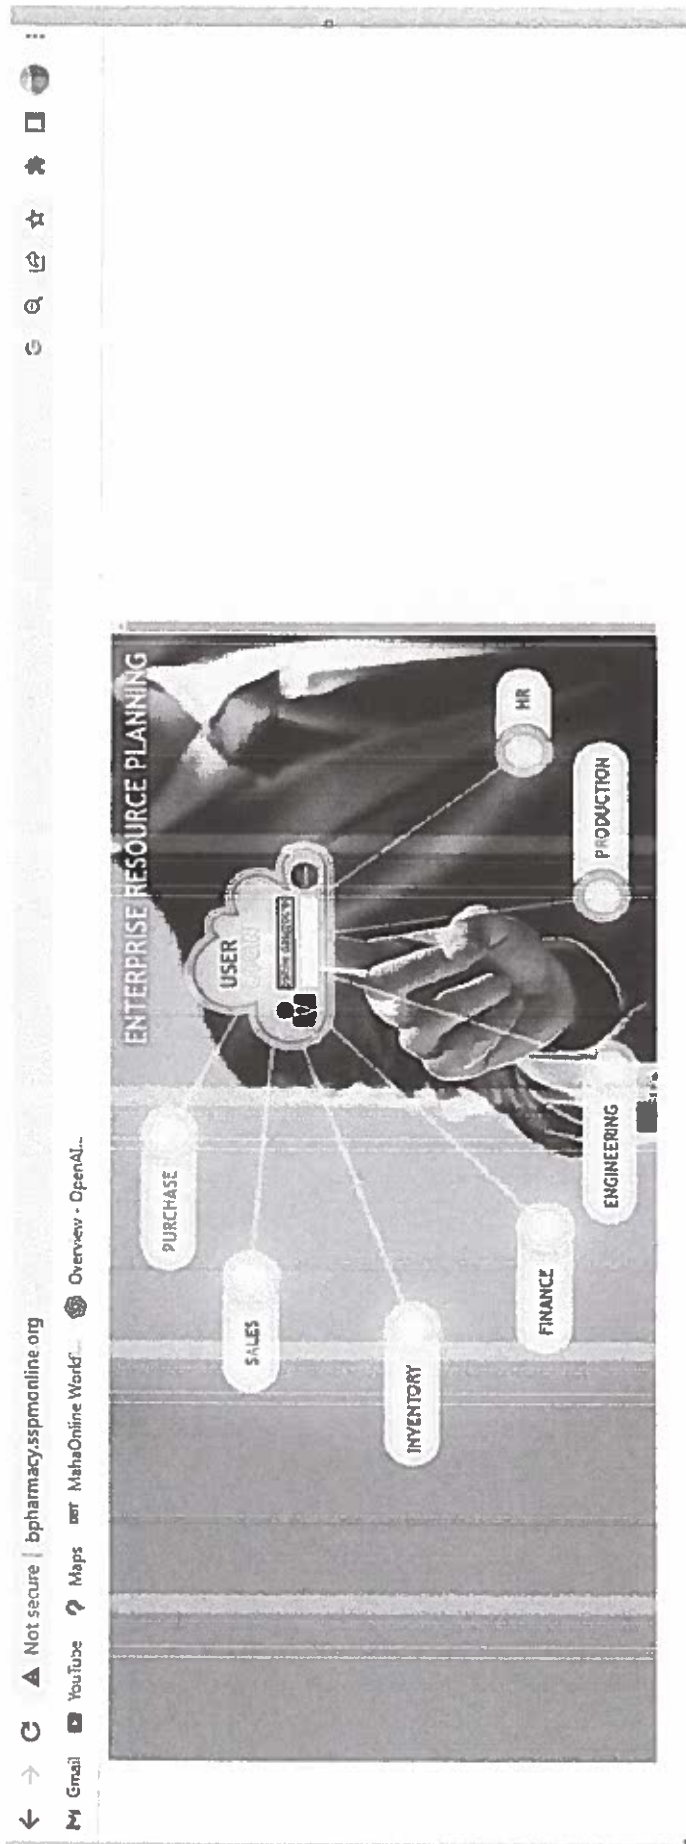 Not secure | bpharmacy.sspmonline.org
Gmail
YouTube
Maps
DBT MahaOnline World...
Overview - OpenAI...
ENTERPRISE RESOURCE PLANNING
PURCHASE
USER
SALES
INVENTORY
HR
FINANCE
PRODUCTION
ENGINEERING